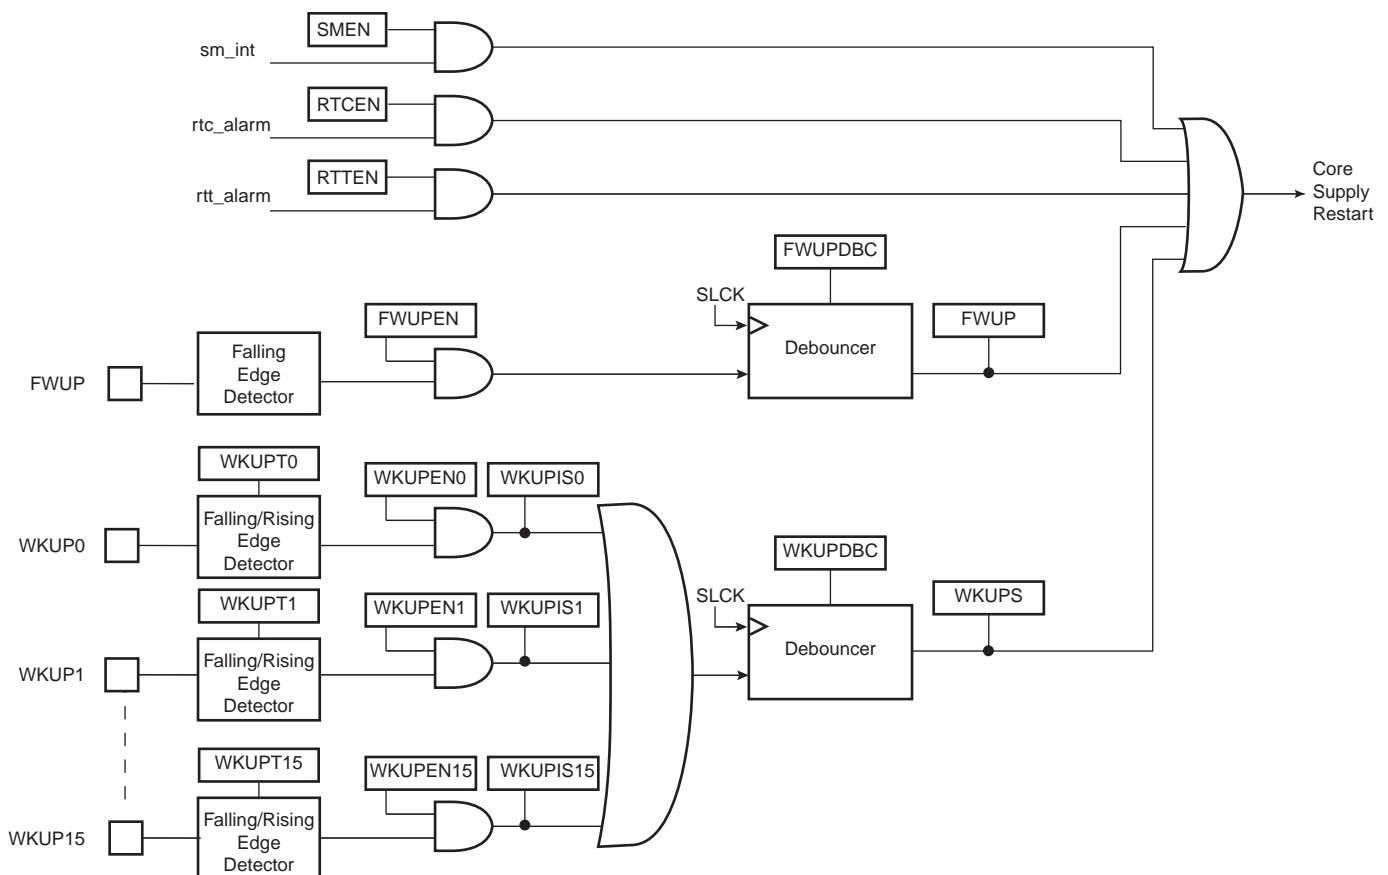 SMEN
sm_int
RTCEN
rtc_alarm
RTTEN
rtt_alarm
Core
Supply
Restart
FWUPDBC
SLCK
FWUPEN
FWUP
Debouncer
Falling
Edge
Detector
FWUP
WKUPT0
WKUPEN0
WKUPIS0
Falling/Rising
Edge
Detector
WKUP0
WKUPDBC
SLCK
WKUPT1
WKUPEN1
WKUPIS1
WKUPS
Debouncer
Falling/Rising
Edge
Detector
WKUP1
WKUPT15
WKUPEN15
WKUPIS15
Falling/Rising
Edge
Detector
WKUP15